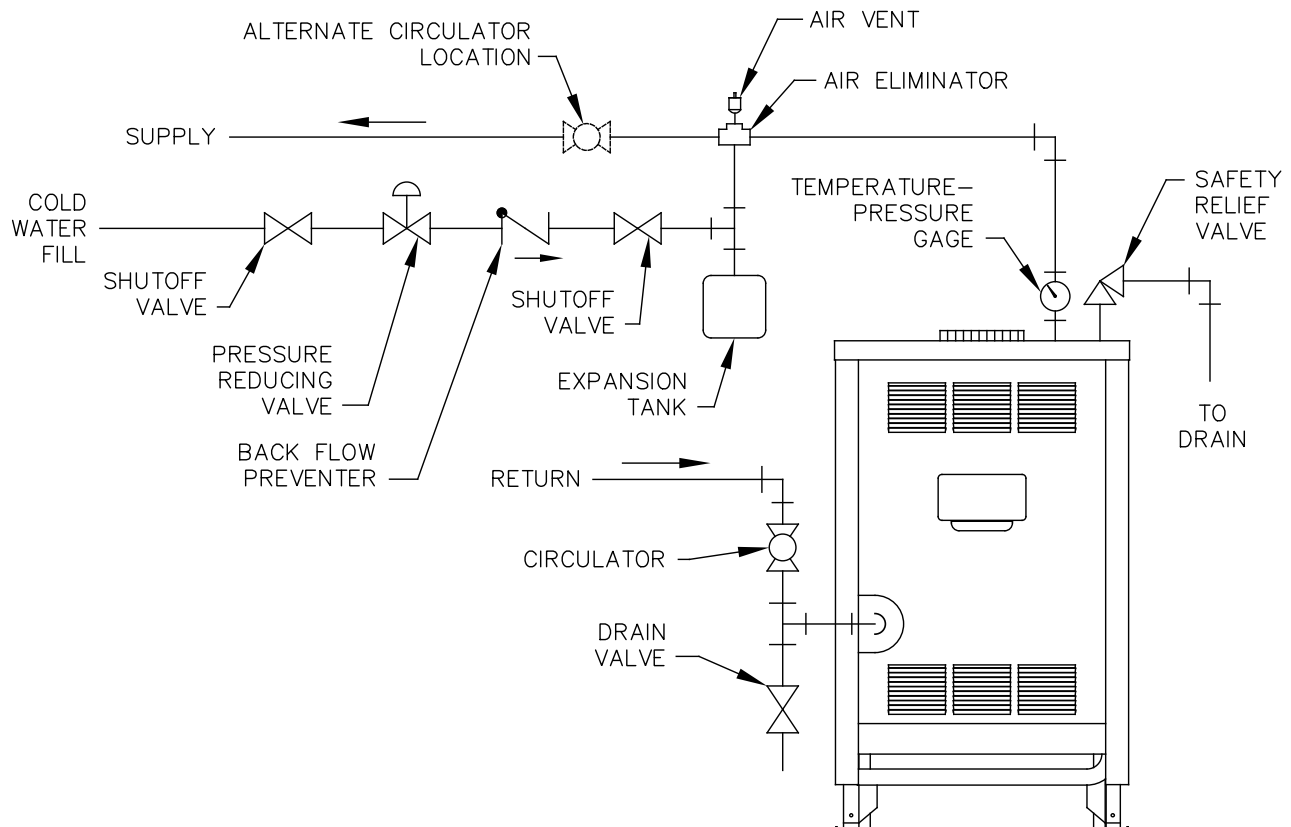 ALTERNATE CIRCULATOR
LOCATION
AIR VENT
AIR ELIMINATOR
SUPPLY
COLD
WATER
FILL
TEMPERATURE-
PRESSURE
GAGE
SAFETY
RELIEF
VALVE
SHUTOFF
VALVE
SHUTOFF
VALVE
PRESSURE
REDUCING
VALVE
EXPANSION
TANK
TO
DRAIN
BACK FLOW
PREVENTER
RETURN
CIRCULATOR
DRAIN
VALVE